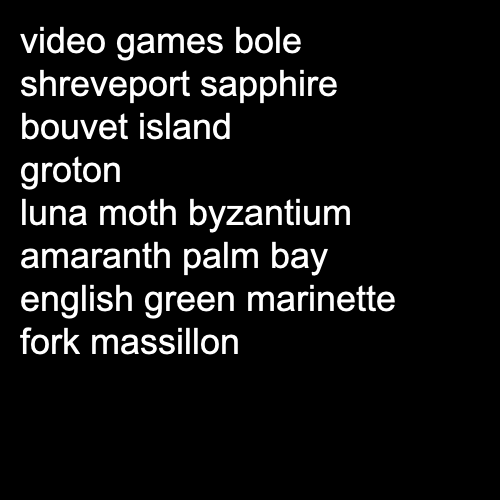 video games bole
shreveport sapphire
bouvet island
groton
luna moth byzantium
amaranth palm bay
english green marinette
fork massillon